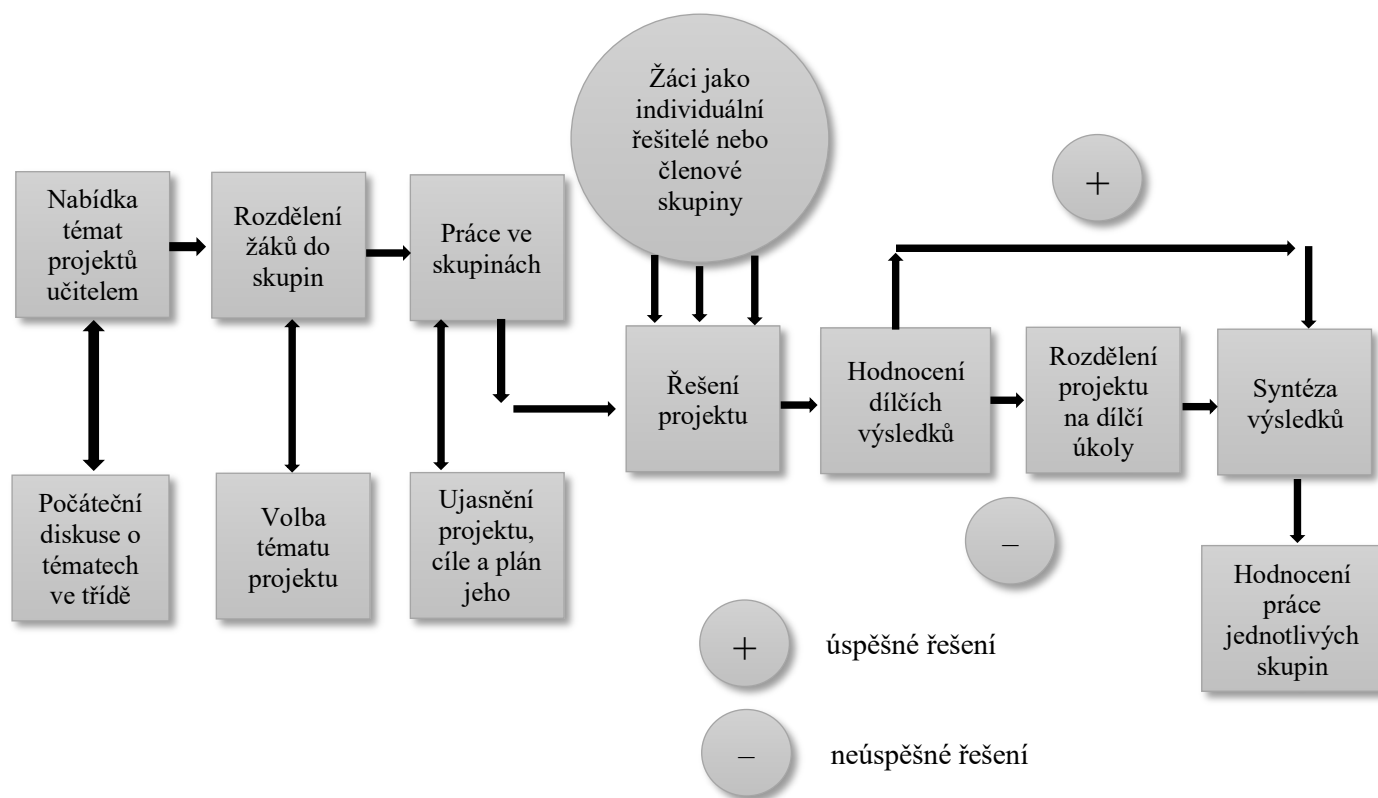 Žáci jako
individuální
řešitelé nebo
členové
skupiny
+
Nabídka
témat
projektů
učitelem
Rozdělení
žáků do
skupin
Práce ve
skupinách
Řešení
projektu
Hodnocení
dílčích
výsledků
Rozdělení
projektu
na dílčí
úkoly
Syntéza
výsledků
Počáteční
diskuse o
tématech
ve třídě
Volba
tématu
projektu
Ujasnění
projektu,
cíle a plán
jeho
–
Hodnocení
práce
jednotlivých
skupin
+ úspěšné řešení
– neúspěšné řešení